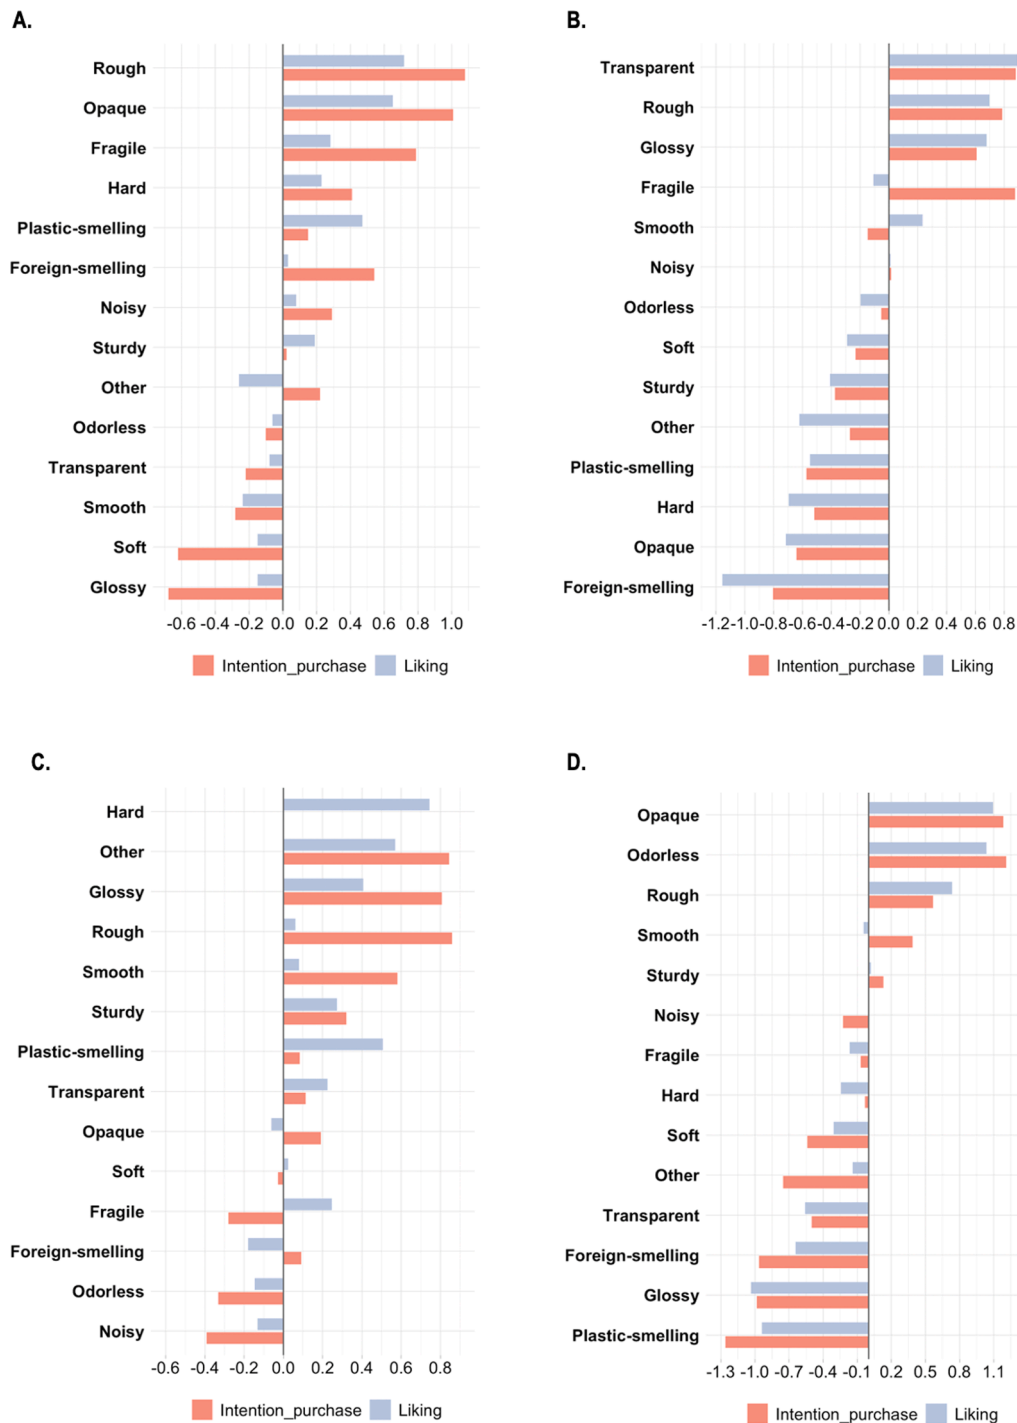 A.
Rough
Opaque
Fragile
Hard
Plastic-smelling
Foreign-smelling
Noisy
Sturdy
Other
Odorless
Transparent
Smooth
Soft
Glossy
-0.6 -0.4 -0.2 0.0 0.2 0.4 0.6 0.8 1.0
Intention_purchase Liking
B.
Transparent
Rough
Glossy
Fragile
Smooth
Noisy
Odorless
Soft
Sturdy
Other
Plastic-smelling
Hard
Opaque
Foreign-smelling
-1.2 -1.0 -0.8 -0.6 -0.4 -0.2 0.0 0.2 0.4 0.6 0.8
Intention_purchase Liking
C.
Hard
Other
Glossy
Rough
Smooth
Sturdy
Plastic-smelling
Transparent
Opaque
Soft
Fragile
Foreign-smelling
Odorless
Noisy
-0.6 -0.4 -0.2 0.0 0.2 0.4 0.6 0.8
Intention_purchase Liking
D.
Opaque
Odorless
Rough
Smooth
Sturdy
Noisy
Fragile
Hard
Soft
Other
Transparent
Foreign-smelling
Glossy
Plastic-smelling
-1.3 -1.0 -0.7 -0.4 -0.1 0.2 0.5 0.8 1.1
Intention_purchase Liking